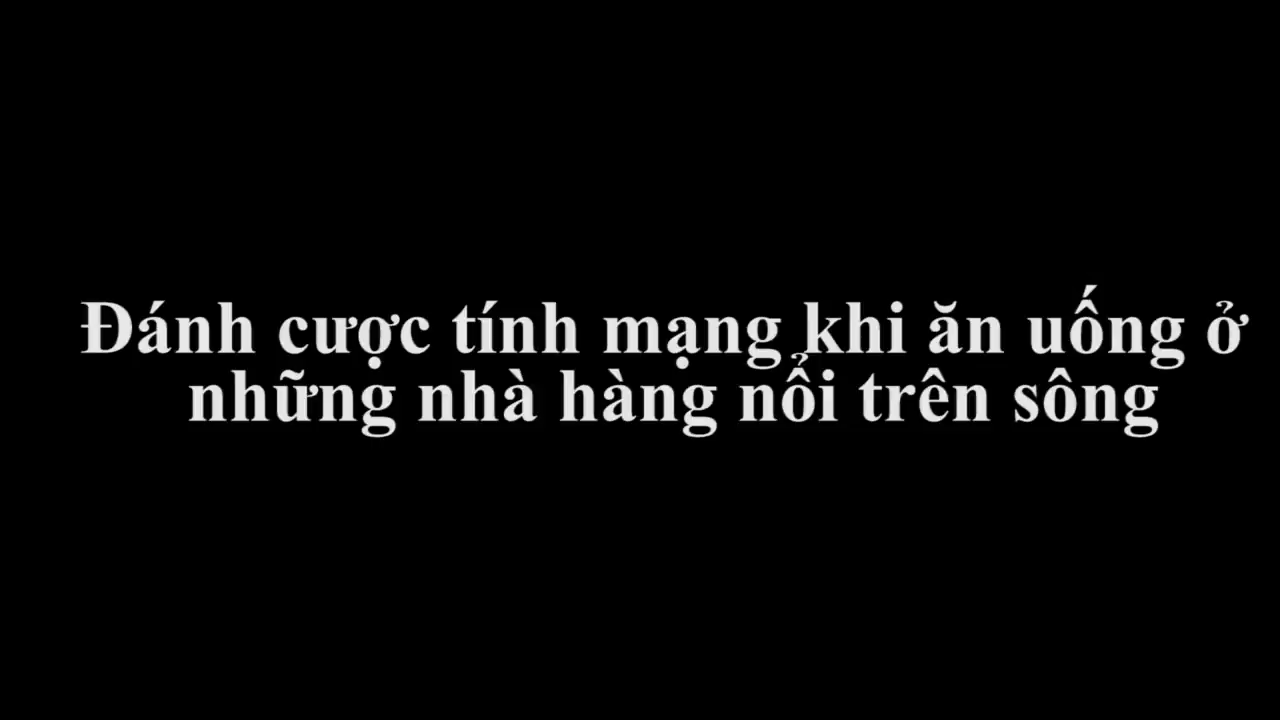 Đánh cược tính mạng khi ăn uống ở
những nhà hàng nổi trên sông